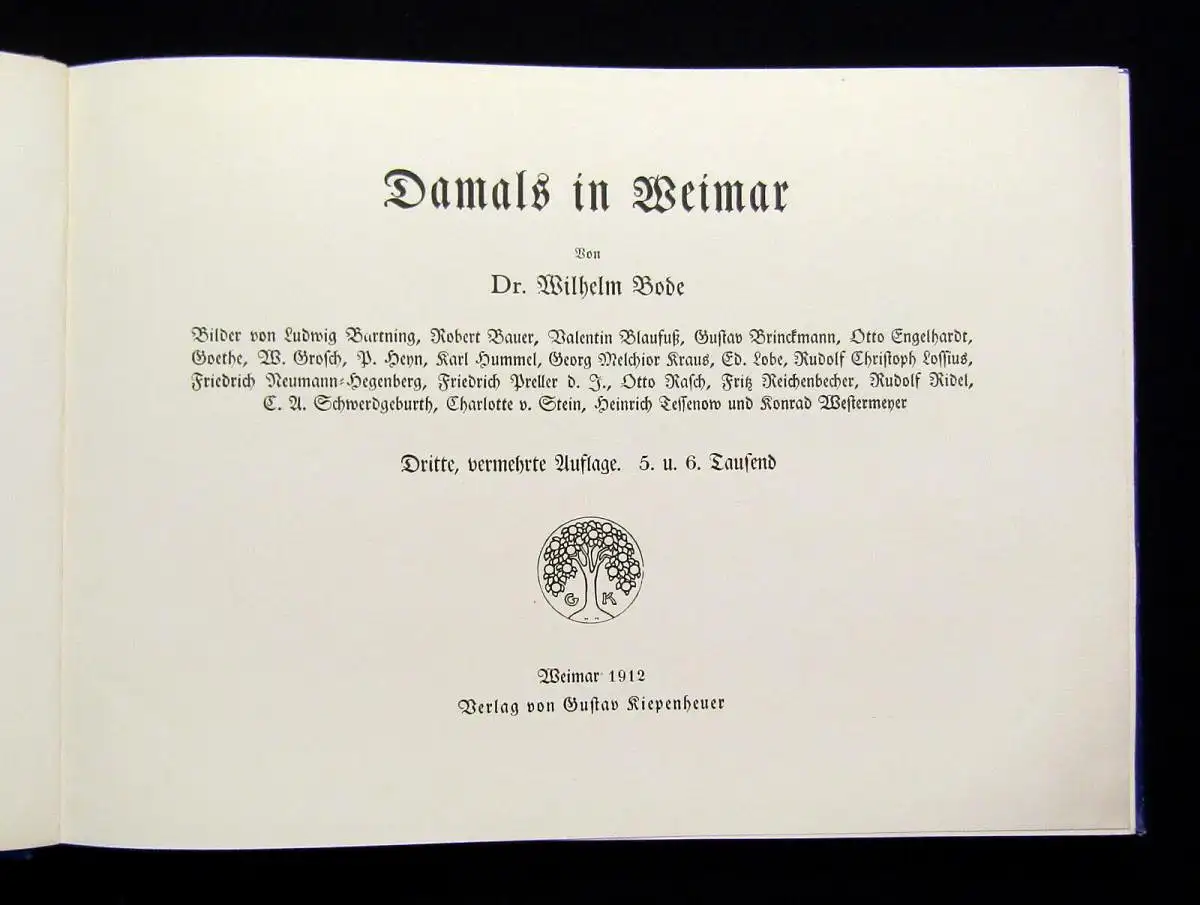 Damals in Weimar
Von
Dr. Wilhelm Bode
Bilder von Ludwig Bartning, Robert Bauer, Valentin Blaufuß, Gustav Brinckmann, Otto Engelhardt,
Goethe, W. Grosch, P. Heyn, Karl Hummel, Georg Melchior Kraus, Ed. Lobe, Rudolf Christoph Lossius,
Friedrich Neumann-Hegenberg, Friedrich Preller d. J., Otto Rasch, Fritz Reichenbecher, Rudolf Ridel,
C. A. Schwerdgeburth, Charlotte v. Stein, Heinrich Tessenow und Konrad Westermeyer
Dritte, vermehrte Auflage. 5. u. 6. Tausend
G K
Weimar 1912
Verlag von Gustav Kiepenheuer